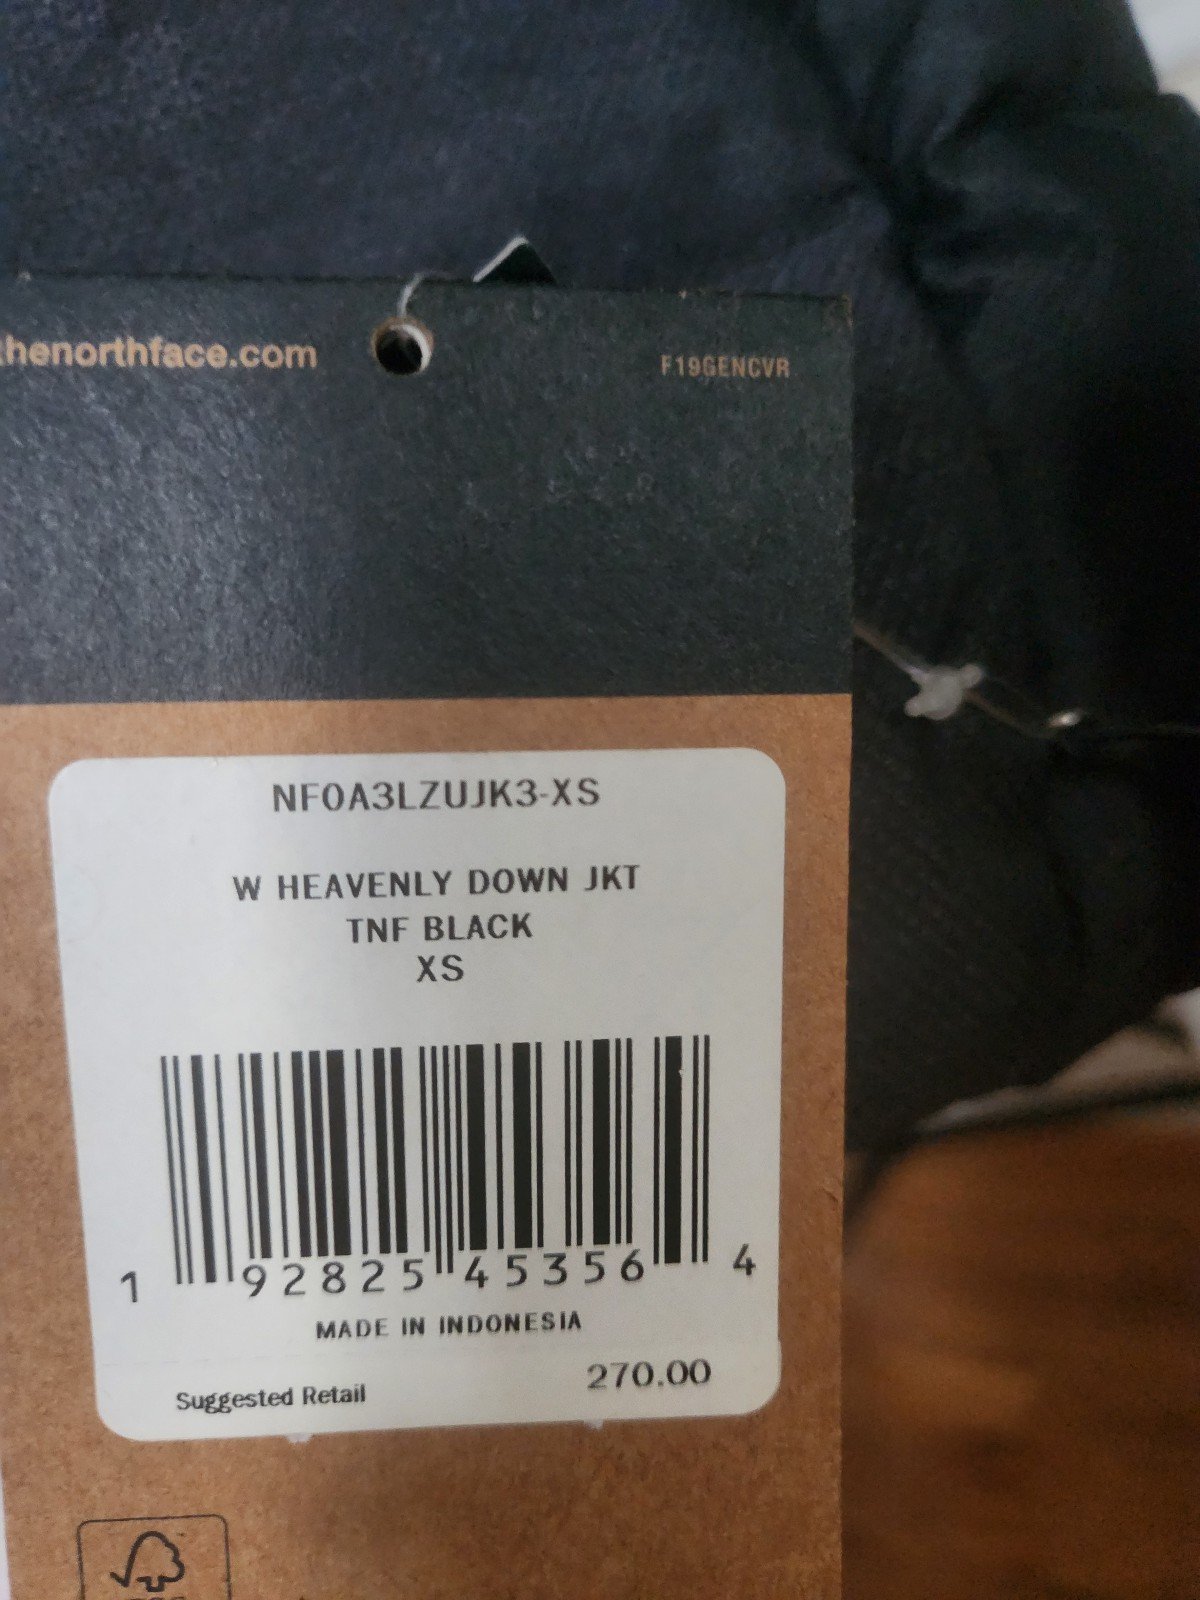 thenorthface.com
F19GENCVR
NF0A3LZUJK3-XS
W HEAVENLY DOWN JKT
TNF BLACK
XS
1 92825 45356 4
MADE IN INDONESIA
Suggested Retail 270.00